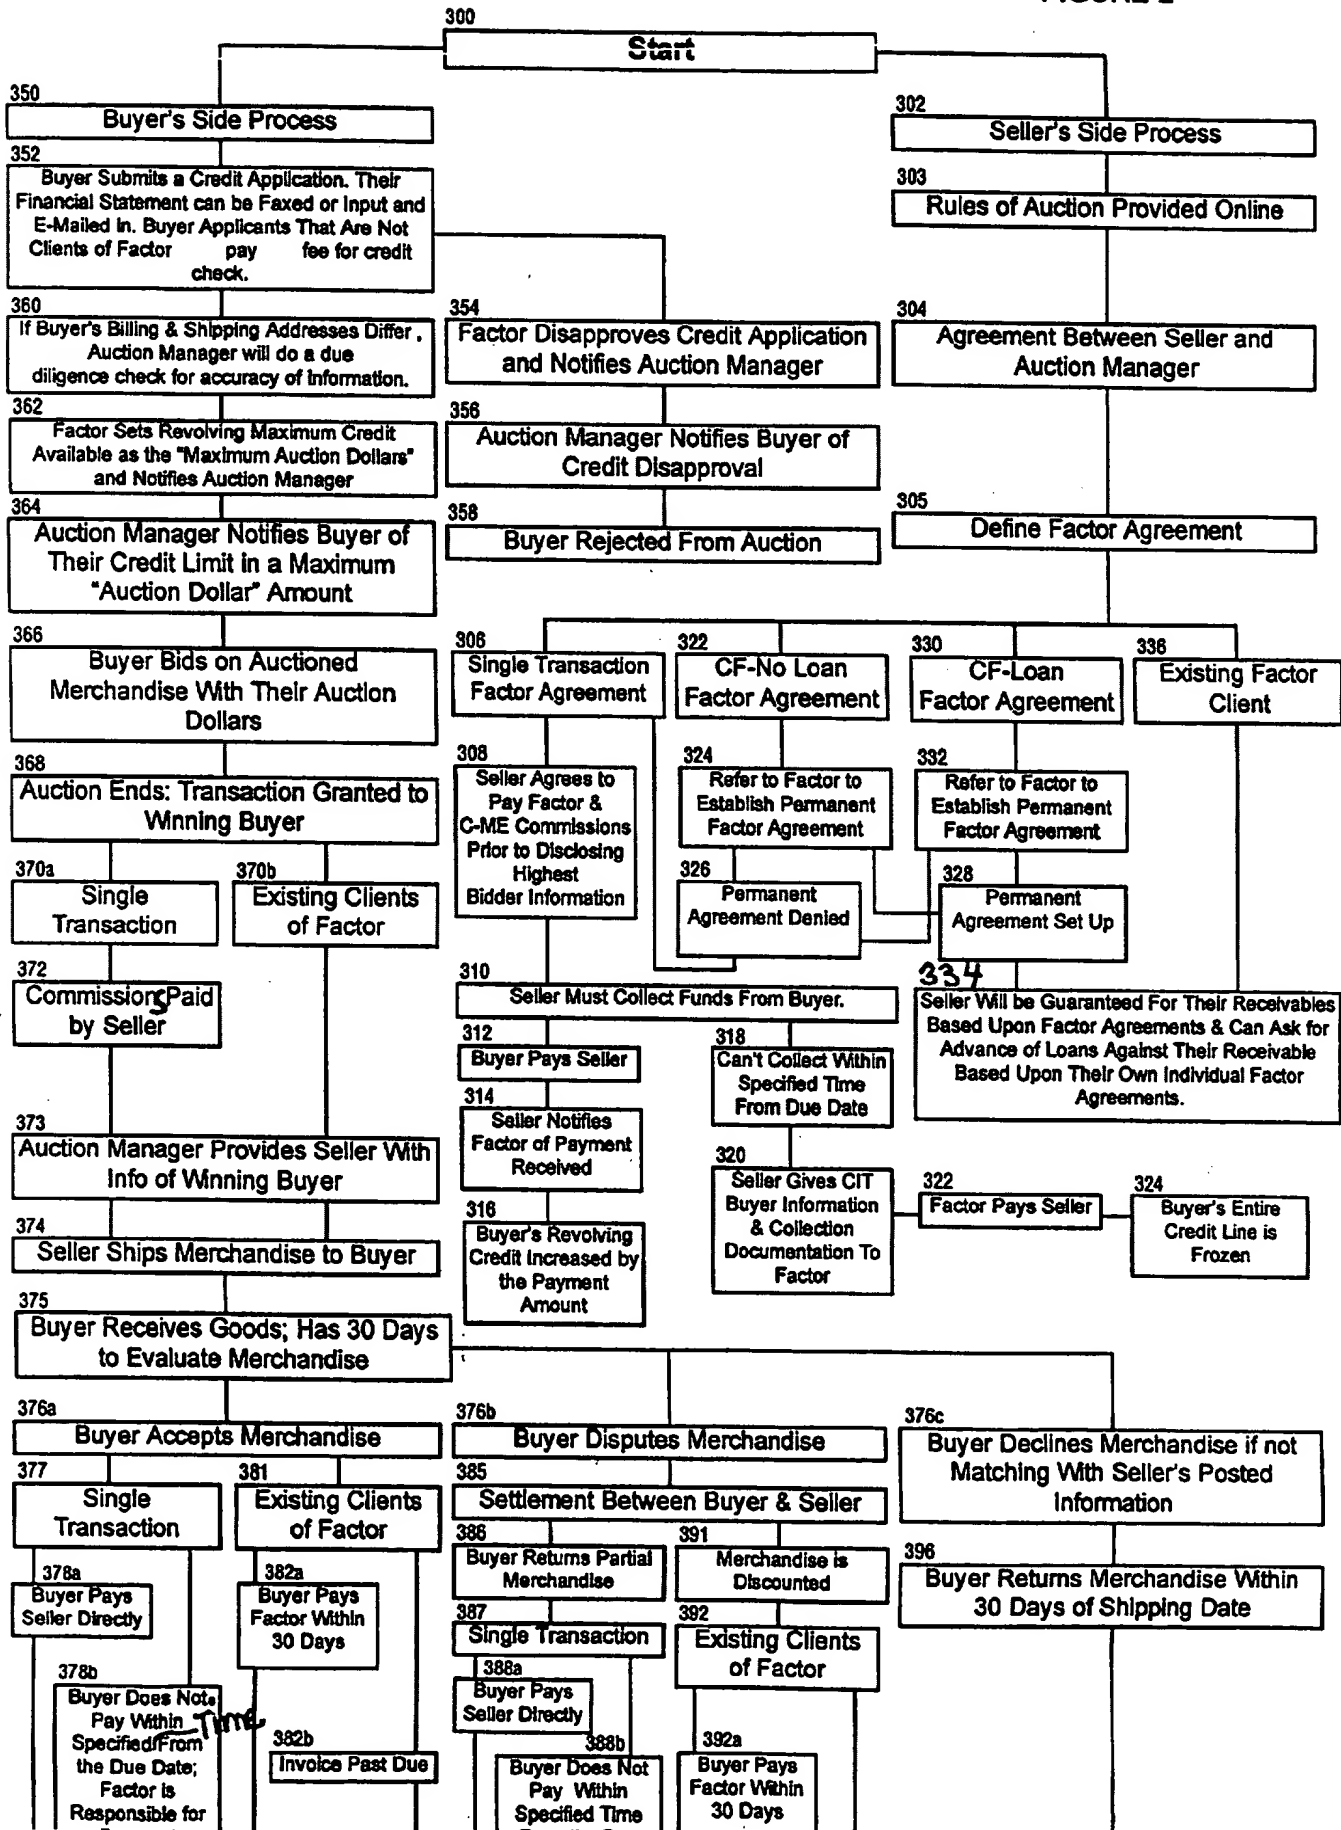 300
Start
350
Buyer's Side Process
352
Buyer Submits a Credit Application. Their
Financial Statement can be Faxed or Input and
E-Mailed In. Buyer Applicants That Are Not
Clients of Factor pay fee for credit
check.
360
If Buyer's Billing & Shipping Addresses Differ ,
Auction Manager will do a due
diligence check for accuracy of information.
362
Factor Sets Revolving Maximum Credit
Available as the "Maximum Auction Dollars"
and Notifies Auction Manager
364
Auction Manager Notifies Buyer of
Their Credit Limit in a Maximum
"Auction Dollar" Amount
366
Buyer Bids on Auctioned
Merchandise With Their Auction
Dollars
368
Auction Ends: Transaction Granted to
Winning Buyer
370a
Single
Transaction
370b
Existing Clients
of Factor
372
Commissions Paid
by Seller
373
Auction Manager Provides Seller With
Info of Winning Buyer
374
Seller Ships Merchandise to Buyer
375
Buyer Receives Goods; Has 30 Days
to Evaluate Merchandise
354
Factor Disapproves Credit Application
and Notifies Auction Manager
356
Auction Manager Notifies Buyer of
Credit Disapproval
358
Buyer Rejected From Auction
302
Seller's Side Process
303
Rules of Auction Provided Online
304
Agreement Between Seller and
Auction Manager
305
Define Factor Agreement
306
Single Transaction
Factor Agreement
322
CF-No Loan
Factor Agreement
330
CF-Loan
Factor Agreement
336
Existing Factor
Client
308
Seller Agrees to
Pay Factor &
C-ME Commissions
Prior to Disclosing
Highest
Bidder Information
324
Refer to Factor to
Establish Permanent
Factor Agreement
332
Refer to Factor to
Establish Permanent
Factor Agreement
326
Permanent
Agreement Denied
328
Permanent
Agreement Set Up
334
Seller Will be Guaranteed For Their Receivables
Based Upon Factor Agreements & Can Ask for
Advance of Loans Against Their Receivable
Based Upon Their Own Individual Factor
Agreements.
310
Seller Must Collect Funds From Buyer.
312
Buyer Pays Seller
314
Seller Notifies
Factor of Payment
Received
316
Buyer's Revolving
Credit Increased by
the Payment
Amount
318
Can't Collect Within
Specified Time
From Due Date
320
Seller Gives CIT
Buyer Information
& Collection
Documentation To
Factor
322
Factor Pays Seller
324
Buyer's Entire
Credit Line is
Frozen
376a
Buyer Accepts Merchandise
377
Single
Transaction
381
Existing Clients
of Factor
378a
Buyer Pays
Seller Directly
382a
Buyer Pays
Factor Within
30 Days
378b
Buyer Does Not
Pay Within
Specified Time From
the Due Date;
Factor is
Responsible for
382b
Invoice Past Due
376b
Buyer Disputes Merchandise
385
Settlement Between Buyer & Seller
386
Buyer Returns Partial
Merchandise
391
Merchandise is
Discounted
387
Single Transaction
392
Existing Clients
of Factor
388a
Buyer Pays
Seller Directly
388b
Buyer Does Not
Pay Within
Specified Time
392a
Buyer Pays
Factor Within
30 Days
376c
Buyer Declines Merchandise if not
Matching With Seller's Posted
Information
396
Buyer Returns Merchandise Within
30 Days of Shipping Date